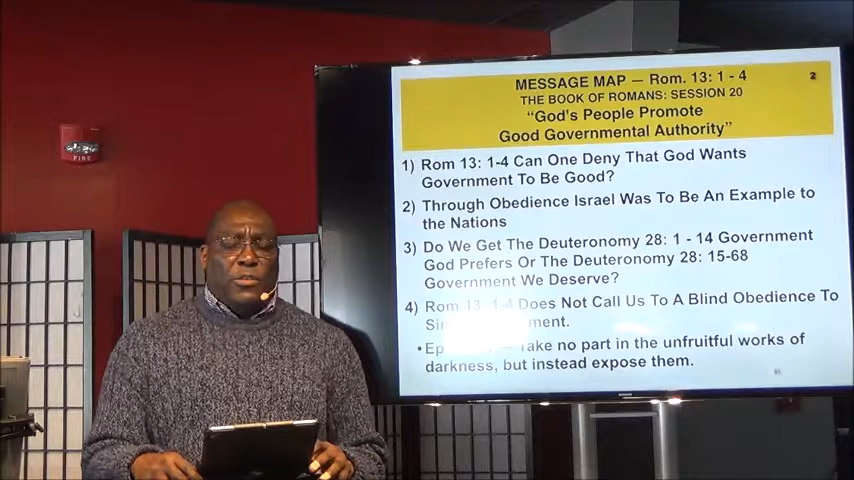 FIRE
MESSAGE MAP — Rom. 13: 1 - 4
2
THE BOOK OF ROMANS: SESSION 20
"God's People Promote
Good Governmental Authority"
1) Rom 13: 1-4 Can One Deny That God Wants
Government To Be Good?
2) Through Obedience Israel Was To Be An Example to
the Nations
3) Do We Get The Deuteronomy 28: 1 - 14 Government
God Prefers Or The Deuteronomy 28: 15-68
Government We Deserve?
4) Rom 13: 1-4 Does Not Call Us To A Blind Obedience To
• Take no part in the unfruitful works of
darkness, but instead expose them.